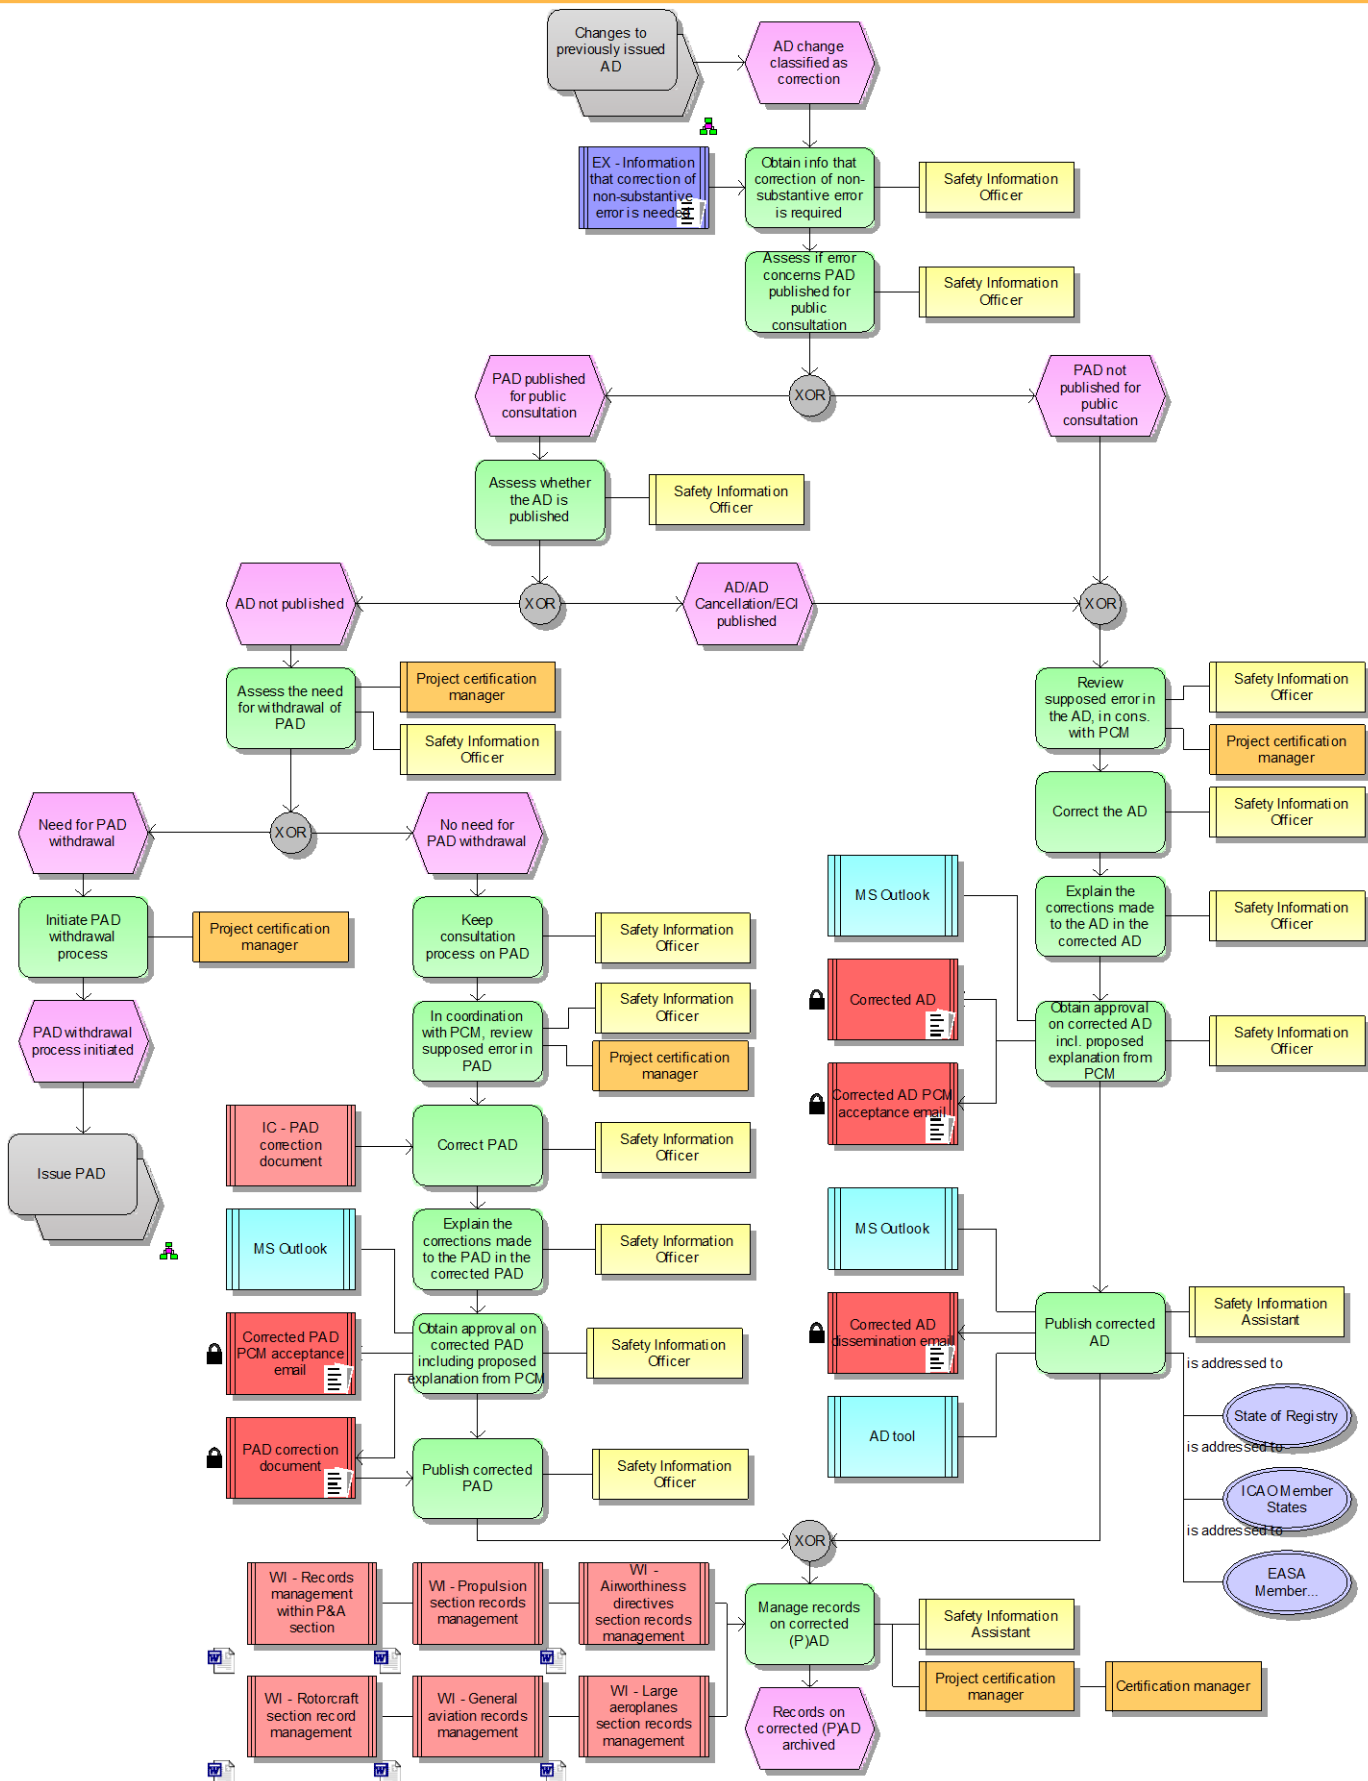 Changes to
previously issued
AD
AD change
classified as
correction
EX - Information
that correction of
non-substantive
error is needed
Obtain info that
correction of non-
substantive error
is required
Safety Information
Officer
Assess if error
concerns PAD
published for
public
consultation
Safety Information
Officer
PAD published
for public
consultation
XOR
PAD not
published for
public
consultation
Assess whether
the AD is
published
Safety Information
Officer
AD not published
XOR
AD/AD
Cancellation/ECI
published
XOR
Assess the need
for withdrawal of
PAD
Project certification
manager
Safety Information
Officer
Review
supposed error in
the AD, in cons.
with PCM
Safety Information
Officer
Project certification
manager
Need for PAD
withdrawal
XOR
No need for
PAD withdrawal
Correct the AD
Safety Information
Officer
Initiate PAD
withdrawal
process
Project certification
manager
Keep
consultation
process on PAD
Safety Information
Officer
MS Outlook
Explain the
corrections made
to the AD in the
corrected AD
Safety Information
Officer
PAD withdrawal
process initiated
In coordination
with PCM, review
supposed error in
PAD
Safety Information
Officer
Project certification
manager
Corrected AD
Obtain approval
on corrected AD
incl. proposed
explanation from
PCM
Safety Information
Officer
Corrected AD PCM
acceptance email
Issue PAD
IC - PAD
correction
document
Correct PAD
Safety Information
Officer
MS Outlook
Explain the
corrections made
to the PAD in the
corrected PAD
Safety Information
Officer
MS Outlook
Corrected PAD
PCM acceptance
email
Obtain approval on
corrected PAD
including proposed
explanation from PCM
Safety Information
Officer
Corrected AD
dissemination email
Publish corrected
AD
Safety Information
Assistant
is addressed to
State of Registry
is addressed to
ICAO Member
States
is addressed to
EASA
Member...
PAD correction
document
Publish corrected
PAD
Safety Information
Officer
AD tool
XOR
WI - Records
management
within P&A
section
WI - Propulsion
section records
management
WI -
Airworthiness
directives
section records
management
Manage records
on corrected
(P)AD
Safety Information
Assistant
WI - Rotorcraft
section record
management
WI - General
aviation records
management
WI - Large
aeroplanes
section records
management
Project certification
manager
Certification manager
Records on
corrected (P)AD
archived